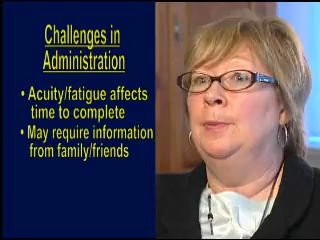 Challenges in
Administration
• Acuity/fatigue affects
time to complete
• May require information
from family/friends